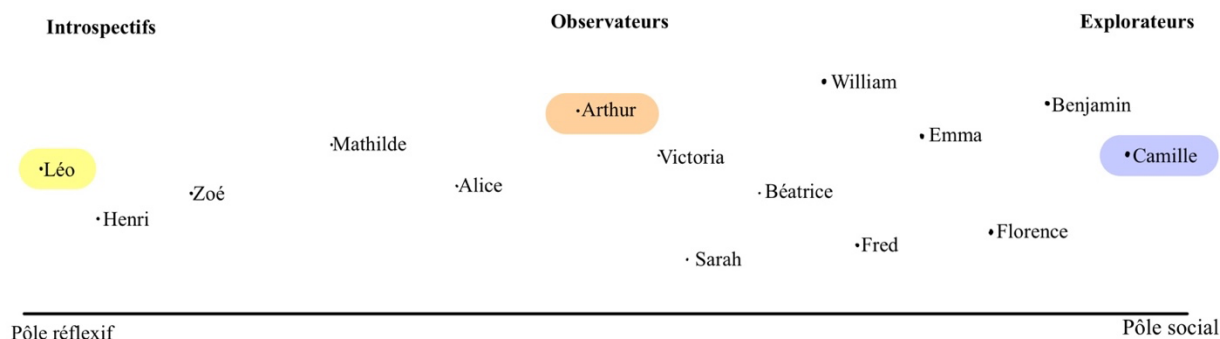 Introspectifs
Observateurs
Explorateurs
William
Benjamin
Arthur
Emma
Mathilde
Victoria
Camille
Léo
Alice
Zoé
Béatrice
Henri
Florence
Fred
Sarah
Pôle réflexif
Pôle social